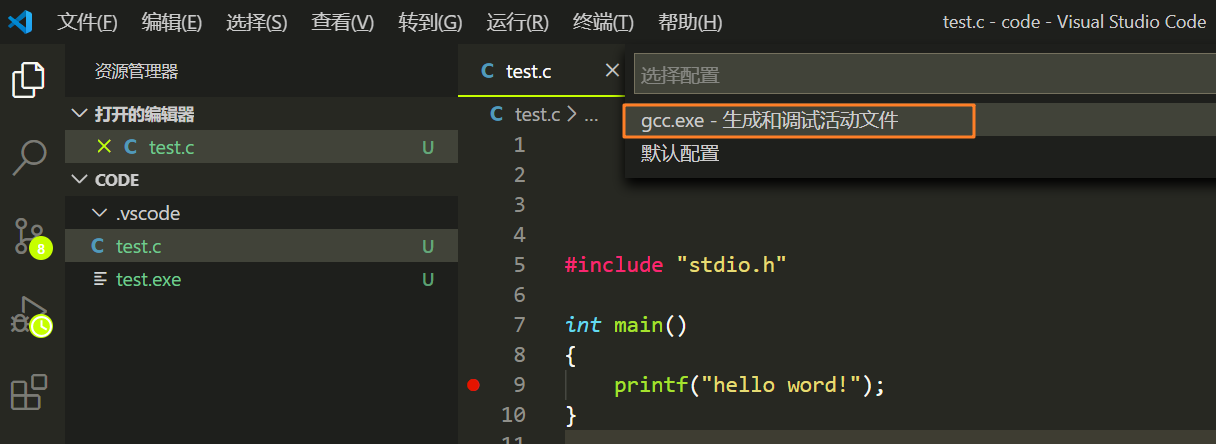 文件(F) 编辑(E) 选择(S) 查看(V) 转到(G) 运行(R) 终端(T) 帮助(H) test.c - code - Visual Studio Code
资源管理器
打开的编辑器
test.c U
CODE
.vscode
test.c U
test.exe U
8
C test.c
选择配置
gcc.exe - 生成和调试活动文件
默认配置
C test.c > ...
1
2
3
4
5 #include "stdio.h"
6
7 int main()
8 {
9 printf("hello word!");
10 }
11